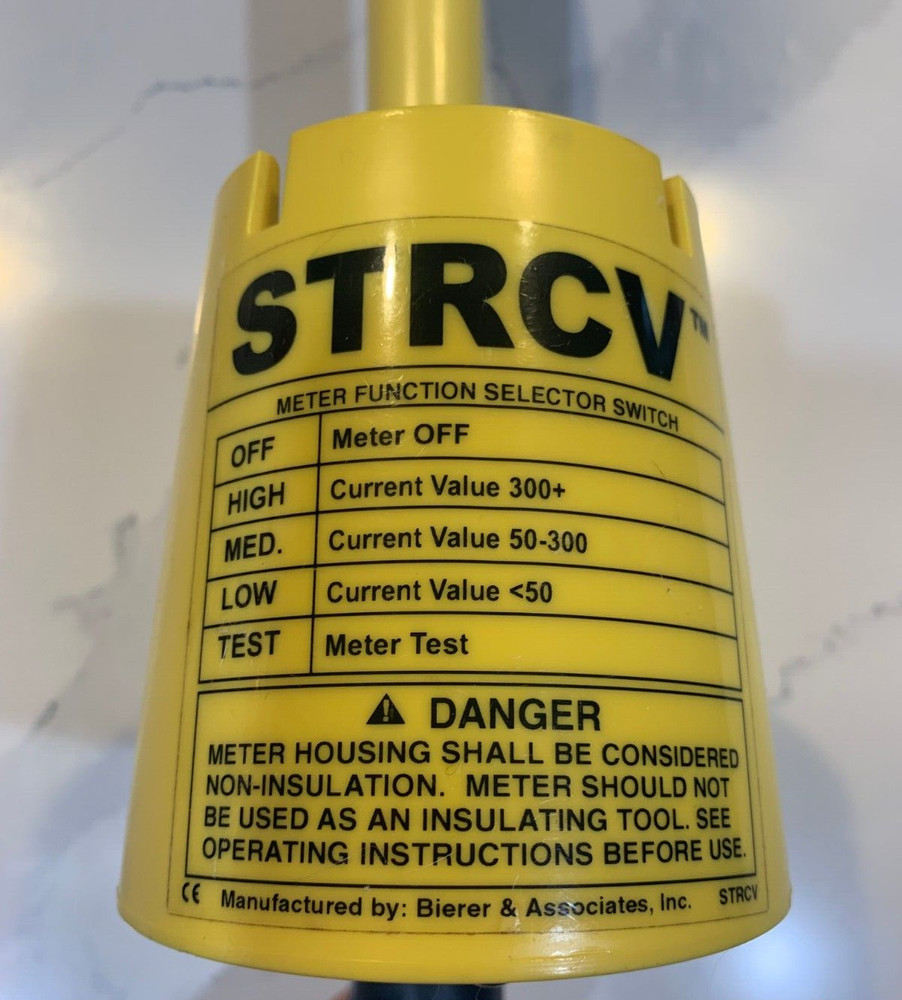 STRCV™
METER FUNCTION SELECTOR SWITCH
OFF Meter OFF
HIGH Current Value 300+
MED. Current Value 50-300
LOW Current Value <50
TEST Meter Test
DANGER
METER HOUSING SHALL BE CONSIDERED
NON-INSULATION. METER SHOULD NOT
BE USED AS AN INSULATING TOOL. SEE
OPERATING INSTRUCTIONS BEFORE USE.
CE Manufactured by: Bierer & Associates, Inc. STRCV